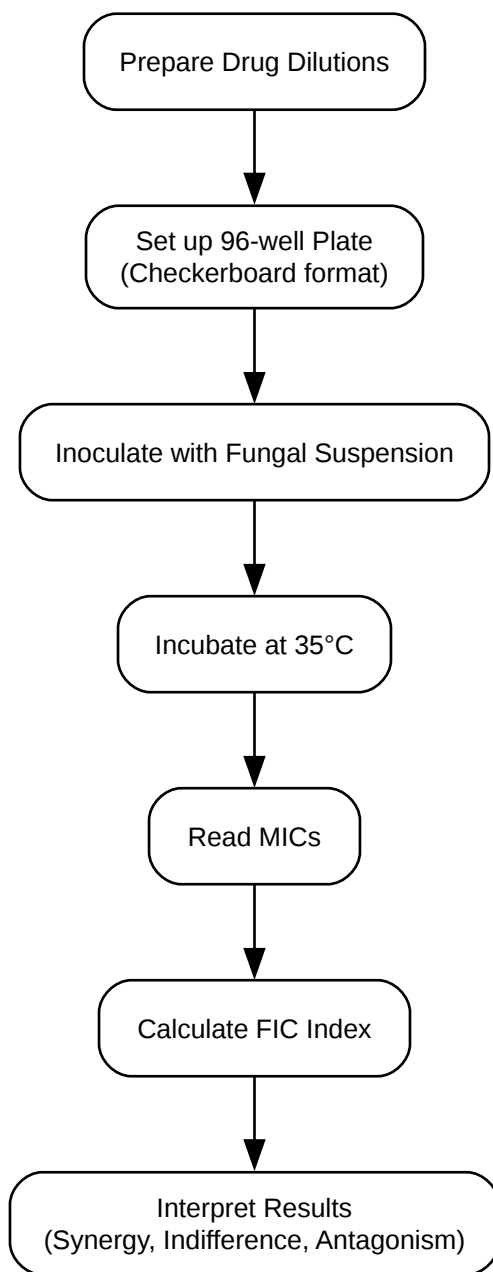 Prepare Drug Dilutions
Set up 96-well Plate
(Checkerboard format)
Inoculate with Fungal Suspension
Incubate at 35°C
Read MICs
Calculate FIC Index
Interpret Results
(Synergy, Indifference, Antagonism)